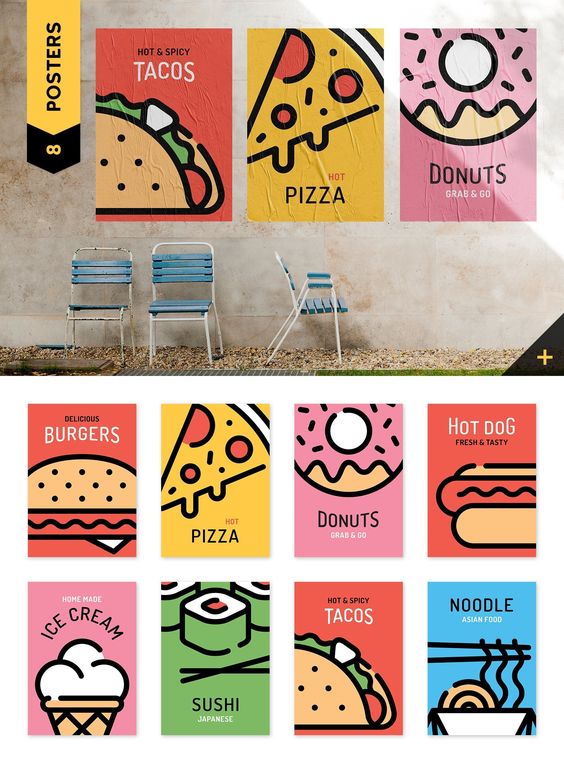 8 POSTERS
HOT & SPICY
TACOS
HOT
PIZZA
DONUTS
GRAB & GO
+
DELICIOUS
BURGERS
HOT
PIZZA
DONUTS
GRAB & GO
HOT DOG
FRESH & TASTY
HOME MADE
ICE CREAM
SUSHI
JAPANESE
HOT & SPICY
TACOS
NOODLE
ASIAN FOOD